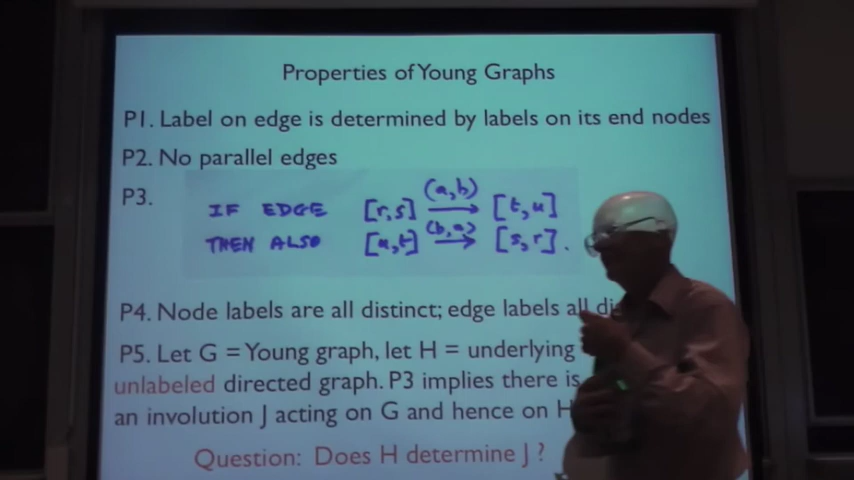 Properties of Young Graphs
P1. Label on edge is determined by labels on its end nodes
P2. No parallel edges
P3.
IF EDGE [r,s] (a,b) → [t,u]
THEN ALSO [u,t] (b,a) → [s,r].
P4. Node labels are all distinct; edge labels all di
P5. Let G = Young graph, let H = underlying
unlabeled directed graph. P3 implies there is
an involution J acting on G and hence on H
Question: Does H determine J ?